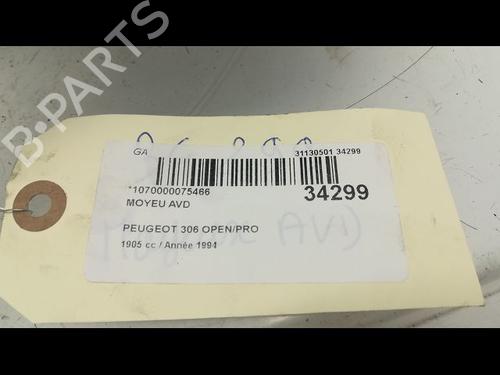 B-PARTS
GA 31130501 34299
*1070000075466 34299
MOYEU AVD
PEUGEOT 306 OPEN/PRO
1905 cc / Année 1994